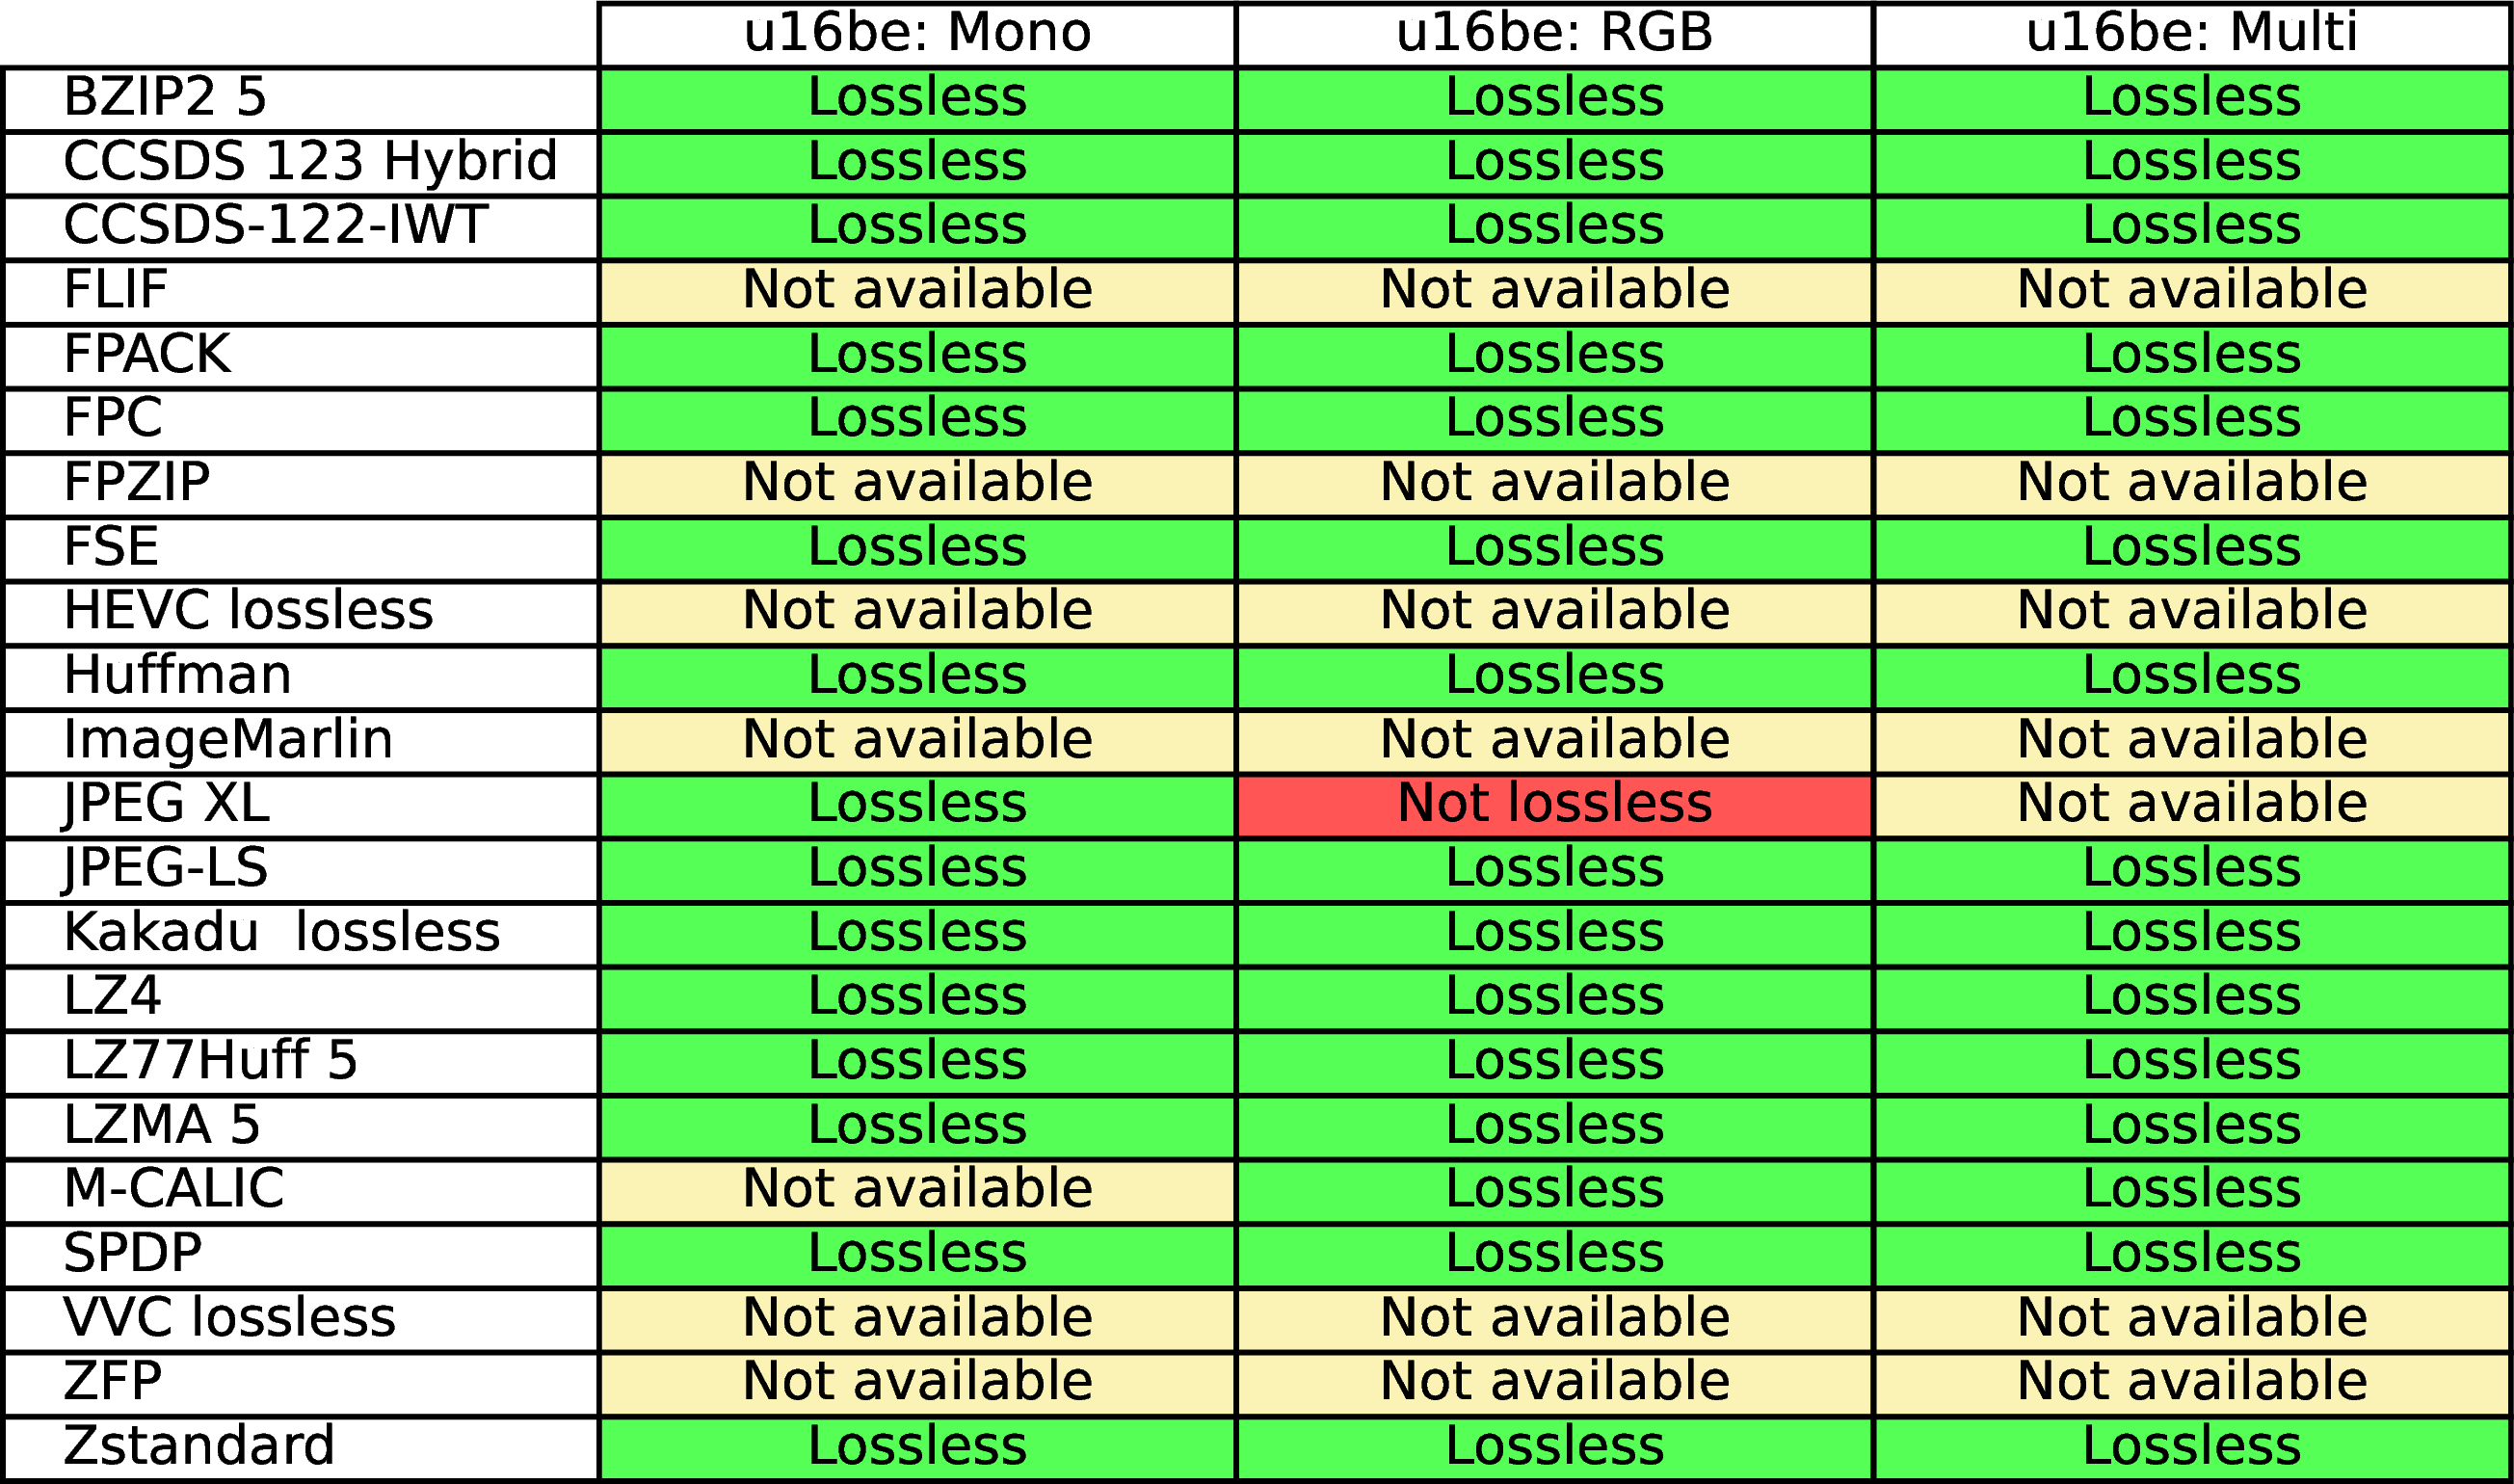 u16be: Mono u16be: RGB u16be: Multi
BZIP2 5 Lossless Lossless Lossless
CCSDS 123 Hybrid Lossless Lossless Lossless
CCSDS-122-IWT Lossless Lossless Lossless
FLIF Not available Not available Not available
FPACK Lossless Lossless Lossless
FPC Lossless Lossless Lossless
FPZIP Not available Not available Not available
FSE Lossless Lossless Lossless
HEVC lossless Not available Not available Not available
Huffman Lossless Lossless Lossless
ImageMarlin Not available Not available Not available
JPEG XL Lossless Not lossless Not available
JPEG-LS Lossless Lossless Lossless
Kakadu  lossless Lossless Lossless Lossless
LZ4 Lossless Lossless Lossless
LZ77Huff 5 Lossless Lossless Lossless
LZMA 5 Lossless Lossless Lossless
M-CALIC Not available Lossless Lossless
SPDP Lossless Lossless Lossless
VVC lossless Not available Not available Not available
ZFP Not available Not available Not available
Zstandard Lossless Lossless Lossless